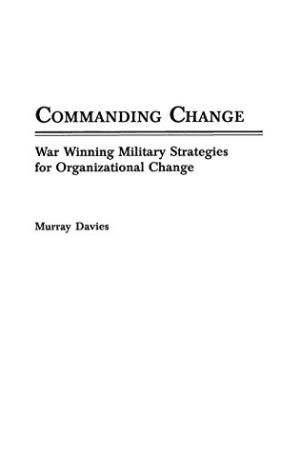 COMMANDING CHANGE
War Winning Military Strategies
for Organizational Change
Murray Davies